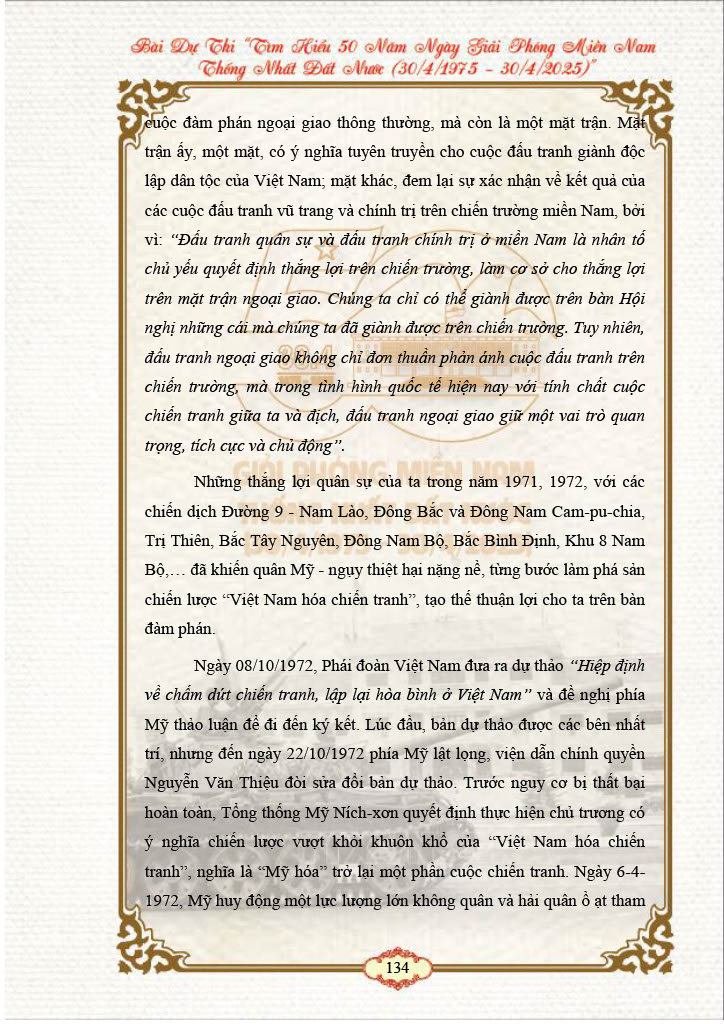 Bài Dự Thi “Tìm Hiểu 50 Năm Ngày Giải Phóng Miền Nam
Thống Nhất Đất Nước (30/4/1975 – 30/4/2025)”
cuộc đàm phán ngoại giao thông thường, mà còn là một mặt trận. Mặt
trận ấy, một mặt, có ý nghĩa tuyên truyền cho cuộc đấu tranh giành độc
lập dân tộc của Việt Nam; mặt khác, đem lại sự xác nhận về kết quả của
các cuộc đấu tranh vũ trang và chính trị trên chiến trường miền Nam, bởi
vì: “Đấu tranh quân sự và đấu tranh chính trị ở miền Nam là nhân tố
chủ yếu quyết định thắng lợi trên chiến trường, làm cơ sở cho thắng lợi
trên mặt trận ngoại giao. Chúng ta chỉ có thể giành được trên bàn Hội
nghị những cái mà chúng ta đã giành được trên chiến trường. Tuy nhiên,
đấu tranh ngoại giao không chỉ đơn thuần phản ánh cuộc đấu tranh trên
chiến trường, mà trong tình hình quốc tế hiện nay với tính chất cuộc
chiến tranh giữa ta và địch, đấu tranh ngoại giao giữ một vai trò quan
trọng, tích cực và chủ động”.
GIẢI PHÓNG MIỀN NAM
Những thắng lợi quân sự của ta trong năm 1971, 1972, với các
chiến dịch Đường 9 - Nam Lào, Đông Bắc và Đông Nam Cam-pu-chia,
THỐNG NHẤT ĐẤT NƯỚC
Trị Thiên, Bắc Tây Nguyên, Đông Nam Bộ, Bắc Bình Định, Khu 8 Nam
(30/4/1975 - 30/4/2025)
Bộ,… đã khiến quân Mỹ - ngụy thiệt hại nặng nề, từng bước làm phá sản
chiến lược “Việt Nam hóa chiến tranh”, tạo thế thuận lợi cho ta trên bàn
đàm phán.
Ngày 08/10/1972, Phái đoàn Việt Nam đưa ra dự thảo “Hiệp định
về chấm dứt chiến tranh, lập lại hòa bình ở Việt Nam” và đề nghị phía
Mỹ thảo luận để đi đến ký kết. Lúc đầu, bản dự thảo được các bên nhất
trí, nhưng đến ngày 22/10/1972 phía Mỹ lật lọng, viện dẫn chính quyền
Nguyễn Văn Thiệu đòi sửa đổi bản dự thảo. Trước nguy cơ bị thất bại
hoàn toàn, Tổng thống Mỹ Ních-xơn quyết định thực hiện chủ trương có
ý nghĩa chiến lược vượt khỏi khuôn khổ của “Việt Nam hóa chiến
tranh”, nghĩa là “Mỹ hóa” trở lại một phần cuộc chiến tranh. Ngày 6-4-
1972, Mỹ huy động một lực lượng lớn không quân và hải quân ồ ạt tham
134